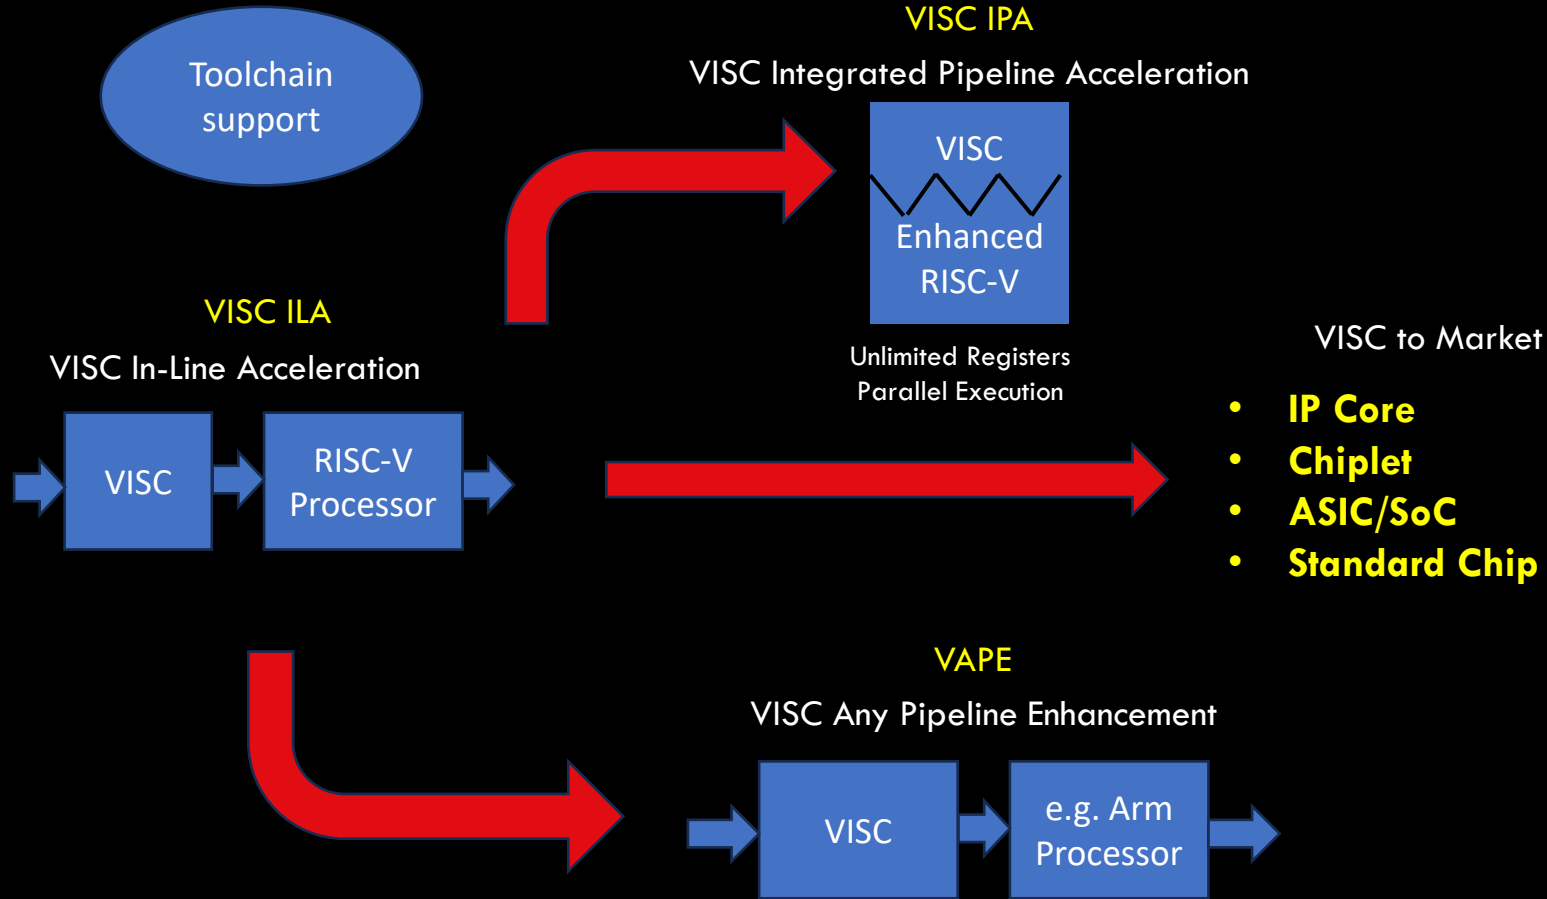 Toolchain
support
VISC IPA
VISC Integrated Pipeline Acceleration
VISC
Enhanced
RISC-V
Unlimited Registers
Parallel Execution
VISC ILA
VISC In-Line Acceleration
VISC
RISC-V
Processor
VISC to Market
• IP Core
• Chiplet
• ASIC/SoC
• Standard Chip
VAPE
VISC Any Pipeline Enhancement
VISC
e.g. Arm
Processor